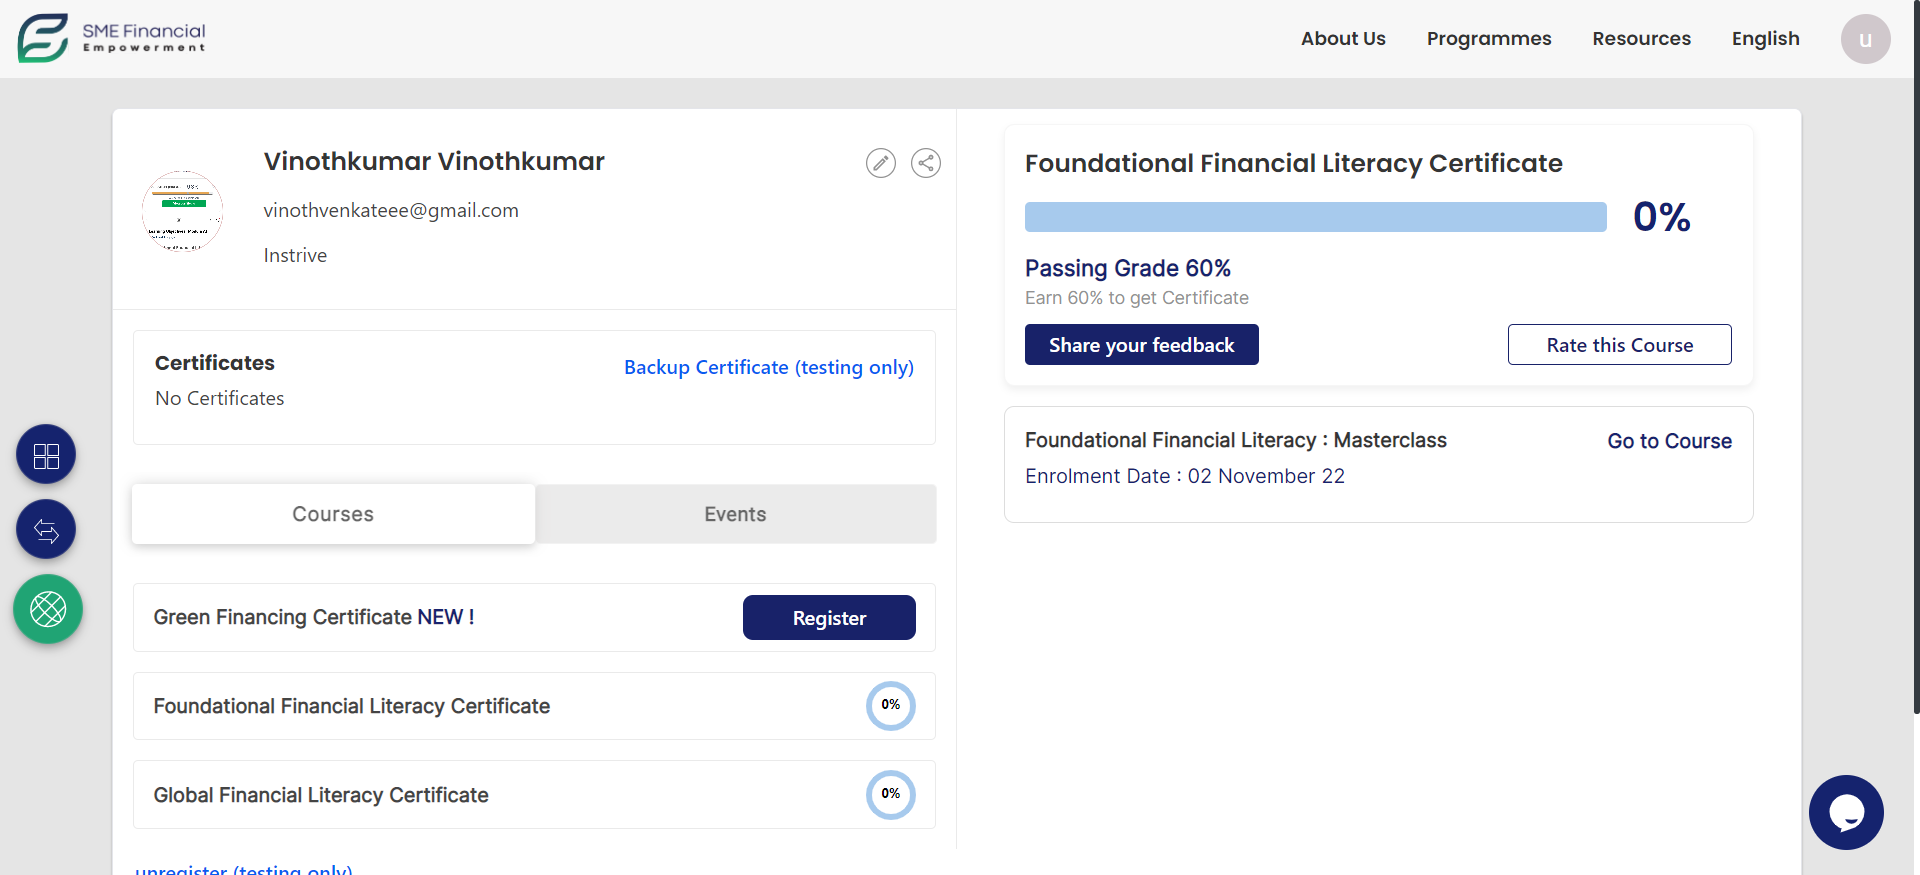 SME Financial
Empowerment
About Us
Programmes
Resources
English
u
Vinothkumar Vinothkumar
vinothvenkateee@gmail.com
Instrive
Certificates
Backup Certificate (testing only)
No Certificates
Courses
Events
Green Financing Certificate NEW !
Register
Foundational Financial Literacy Certificate
0%
Global Financial Literacy Certificate
0%
unregister (testing only)
Foundational Financial Literacy Certificate
0%
Passing Grade 60%
Earn 60% to get Certificate
Share your feedback
Rate this Course
Foundational Financial Literacy : Masterclass
Go to Course
Enrolment Date : 02 November 22